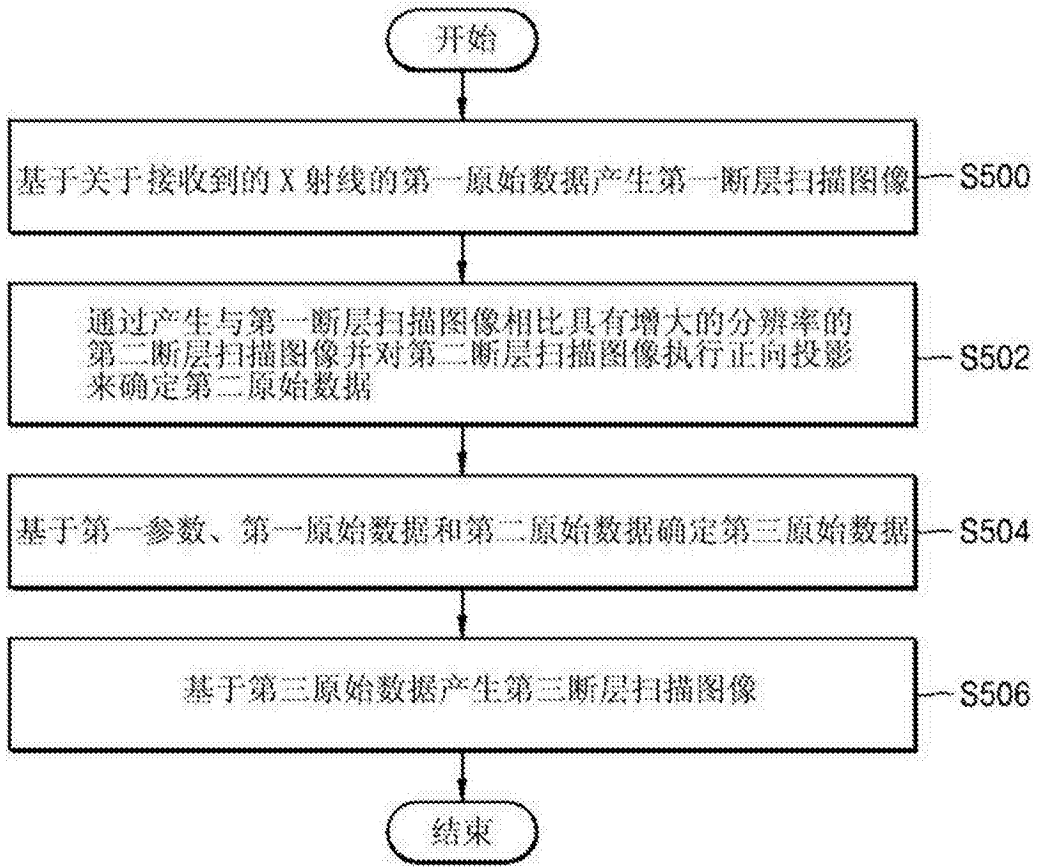 开始
基于关于接收到的 X 射线的第一原始数据产生第一断层扫描图像
S500
通过产生与第一断层扫描图像相比具有增大的分辨率的
第二断层扫描图像并对第二断层扫描图像执行正向投影
来确定第二原始数据
S502
基于第一参数、第一原始数据和第二原始数据确定第三原始数据
S504
基于第三原始数据产生第三断层扫描图像
S506
结束